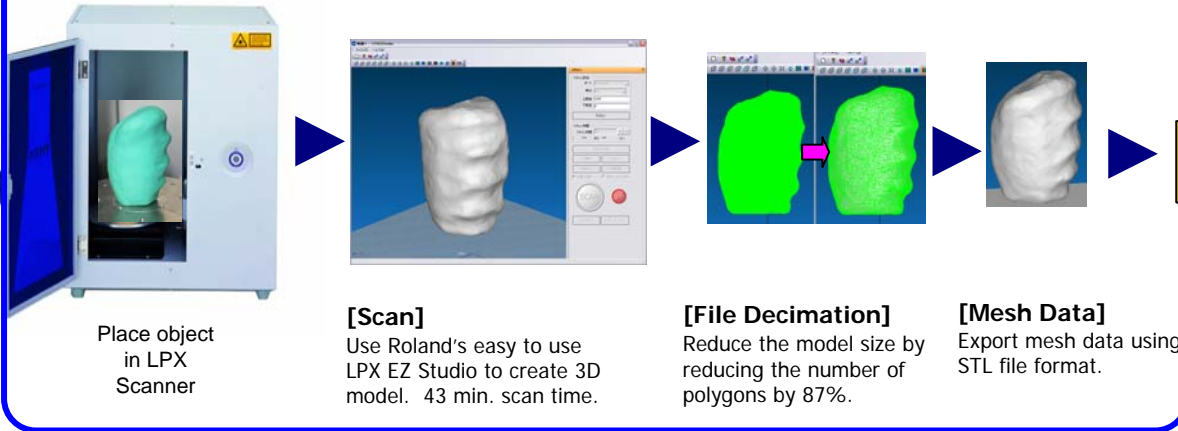 Place object
in LPX
Scanner
[Scan]
Use Roland's easy to use
LPX EZ Studio to create 3D
model.  43 min. scan time.
[File Decimation]
Reduce the model size by
reducing the number of
polygons by 87%.
[Mesh Data]
Export mesh data using
STL file format.